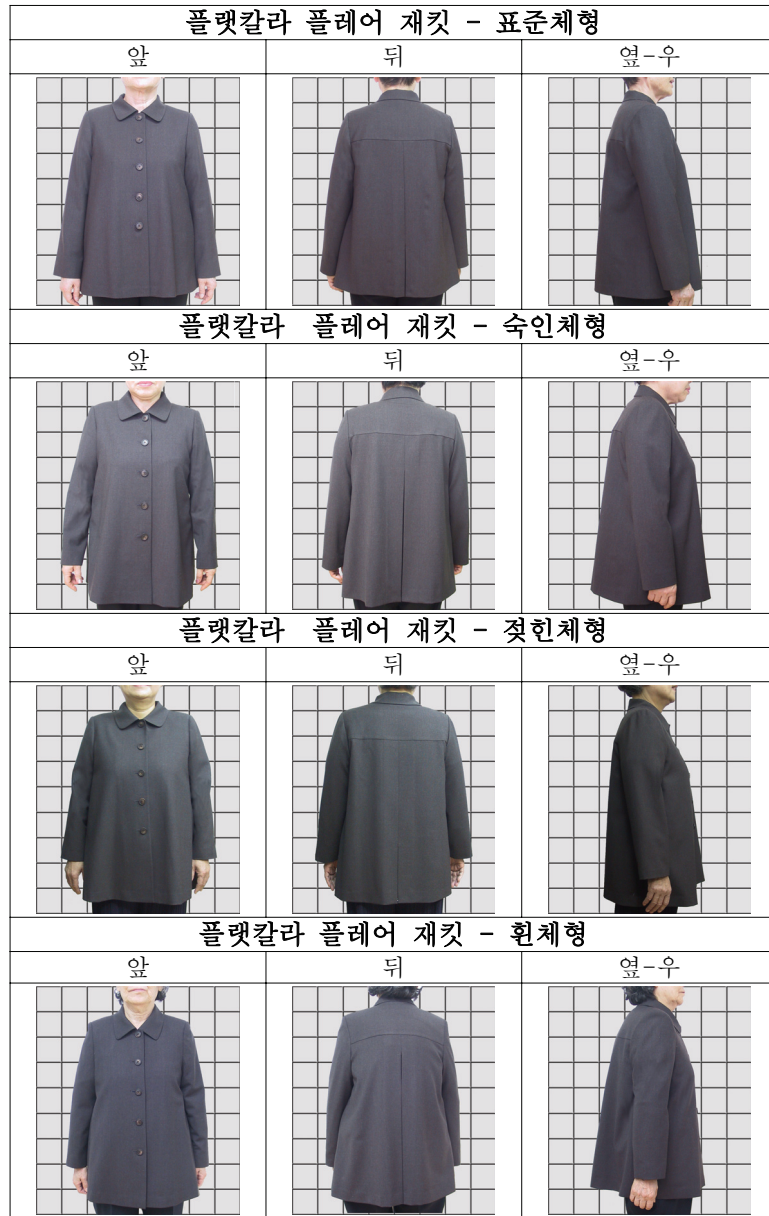 플랫칼라 플레어 재킷 - 표준체형
앞 뒤 옆-우
플랫칼라 플레어 재킷 - 숙인체형
앞 뒤 옆-우
플랫칼라 플레어 재킷 - 젖힌체형
앞 뒤 옆-우
플랫칼라 플레어 재킷 - 휜체형
앞 뒤 옆-우